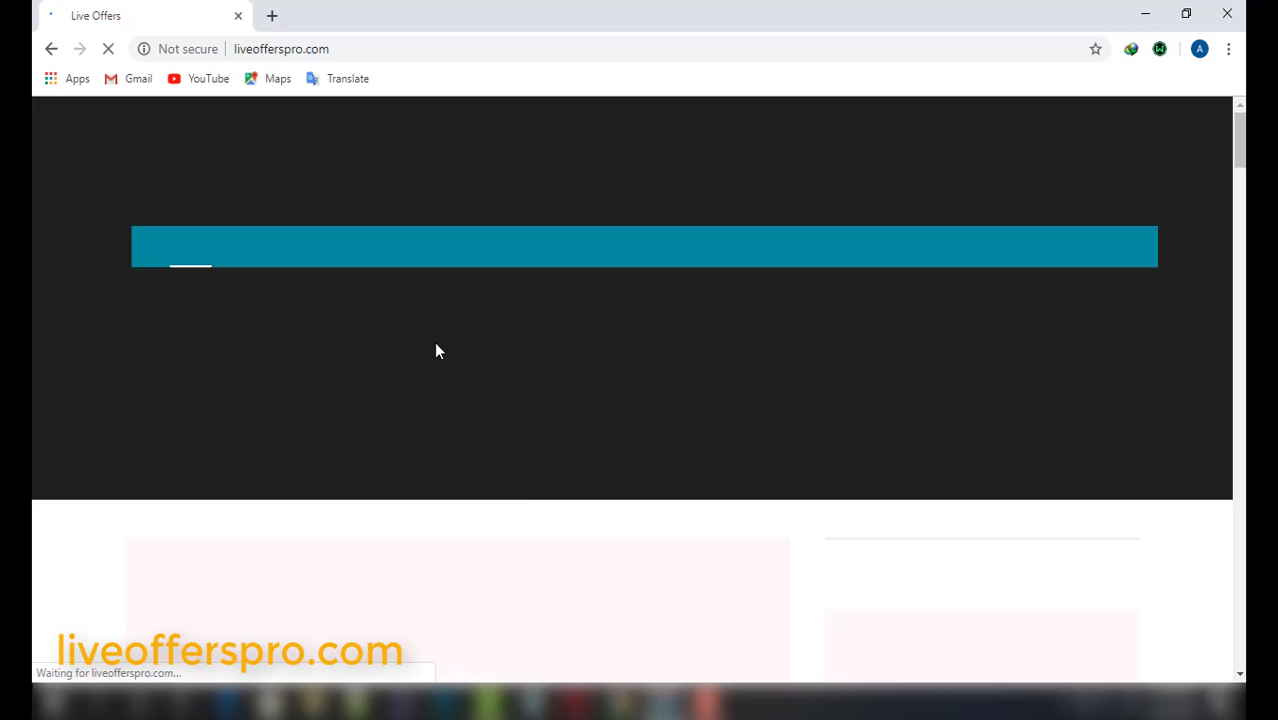 Live Offers
Not secure
liveofferspro.com
A
Apps
Gmail
YouTube
Maps
Translate
liveofferspro.com
Waiting for liveofferspro.com...